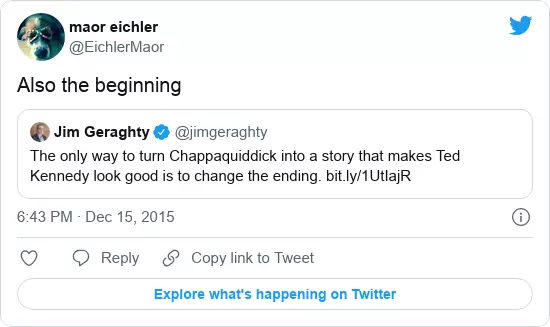 maor eichler
@EichlerMaor
Also the beginning
Jim Geraghty @jimgeraghty
The only way to turn Chappaquiddick into a story that makes Ted
Kennedy look good is to change the ending. bit.ly/1UtIajR
6:43 PM · Dec 15, 2015
Reply Copy link to Tweet
Explore what's happening on Twitter